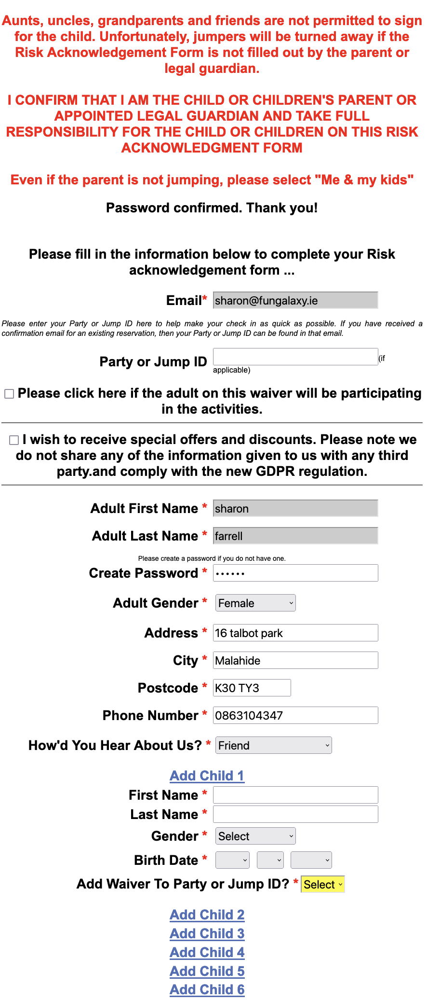 Aunts, uncles, grandparents and friends are not permitted to sign
for the child. Unfortunately, jumpers will be turned away if the
Risk Acknowledgement Form is not filled out by the parent or
legal guardian.
I CONFIRM THAT I AM THE CHILD OR CHILDREN'S PARENT OR
APPOINTED LEGAL GUARDIAN AND TAKE FULL
RESPONSIBILITY FOR THE CHILD OR CHILDREN ON THIS RISK
ACKNOWLEDGMENT FORM
Even if the parent is not jumping, please select "Me & my kids"
Password confirmed. Thank you!
Please fill in the information below to complete your Risk
acknowledgement form ...
Email* sharon@fungalaxy.ie
Please enter your Party or Jump ID here to help make your check in as quick as possible. If you have received a
confirmation email for an existing reservation, then your Party or Jump ID can be found in that email.
Party or Jump ID (if
applicable)
Please click here if the adult on this waiver will be participating
in the activities.
I wish to receive special offers and discounts. Please note we
do not share any of the information given to us with any third
party.and comply with the new GDPR regulation.
Adult First Name * sharon
Adult Last Name * farrell
Please create a password if you do not have one.
Create Password * ••••••
Adult Gender * Female
Address * 16 talbot park
City * Malahide
Postcode * K30 TY3
Phone Number * 0863104347
How'd You Hear About Us? * Friend
Add Child 1
First Name *
Last Name *
Gender * Select
Birth Date *
Add Waiver To Party or Jump ID? * Select
Add Child 2
Add Child 3
Add Child 4
Add Child 5
Add Child 6